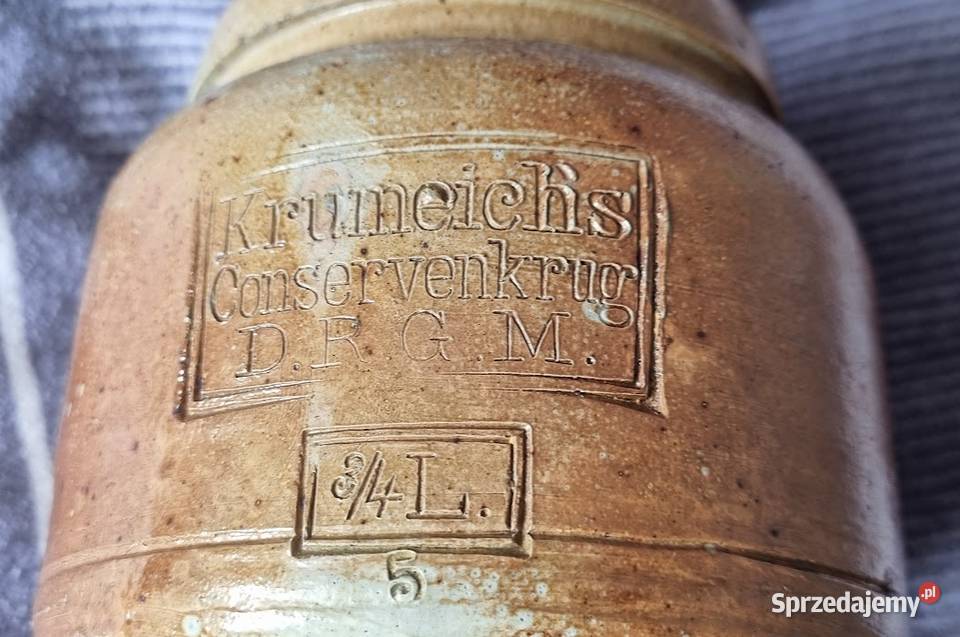 Krumeich's
Conservenkrug
D.R.G.M.
3/4 L.
5
Sprzedajemy.pl